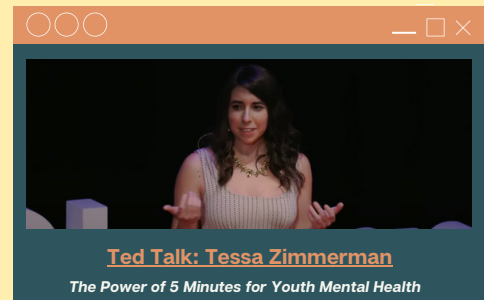 Ted Talk: Tessa Zimmerman
The Power of 5 Minutes for Youth Mental Health